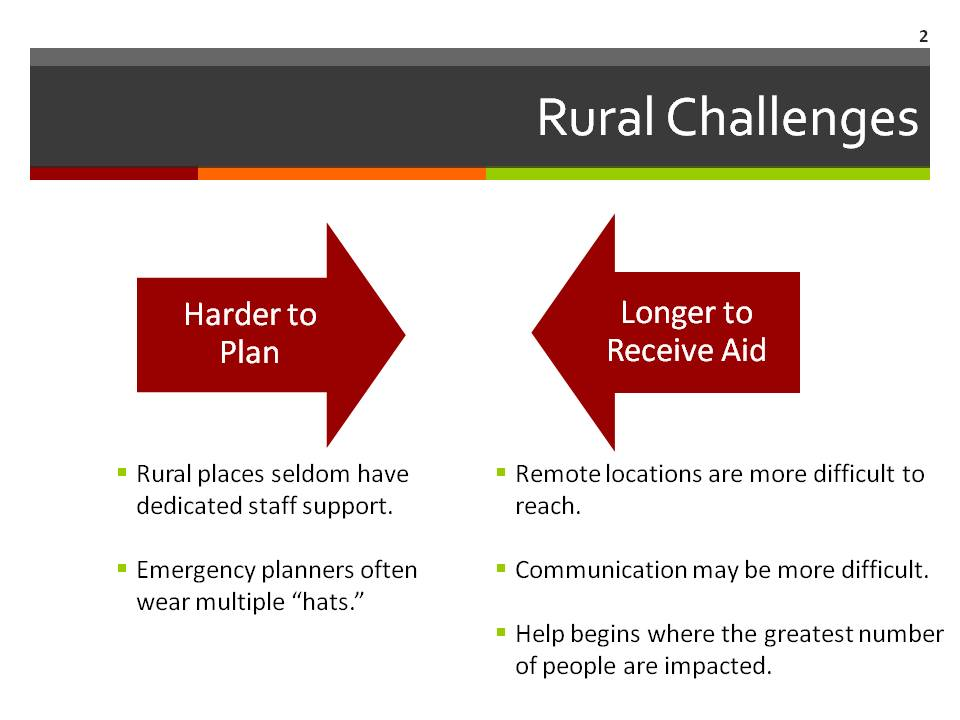 2
Rural Challenges
Harder to
Plan
Longer to
Receive Aid
▪ Rural places seldom have
dedicated staff support.
▪ Emergency planners often
wear multiple “hats.”
▪ Remote locations are more difficult to
reach.
▪ Communication may be more difficult.
▪ Help begins where the greatest number
of people are impacted.